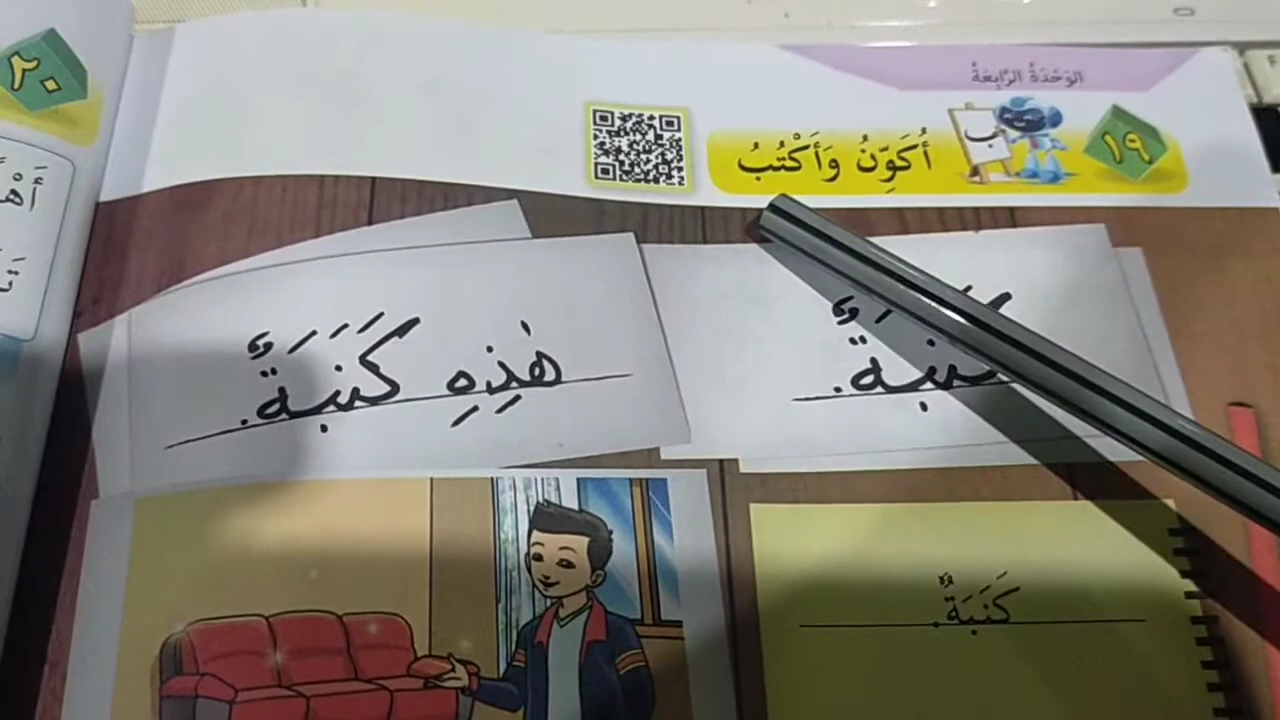 الوَحْدَةُ الرَّابِعَةُ
١٩
أُكَوِّنُ وَأَكْتُبُ
ب
٢٠
كَنَبَةٌ.
هٰذِهِ كَنَبَةٌ.
كَنَبَةٌ.